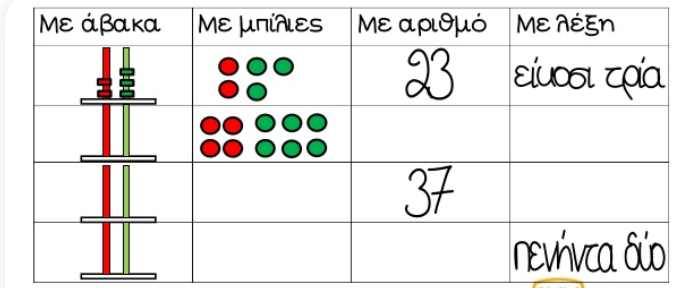 Με άβακα Με μπίλιες Με αριθμό Με λέξη
23 είκοσι τρία
37
πενήντα δύο